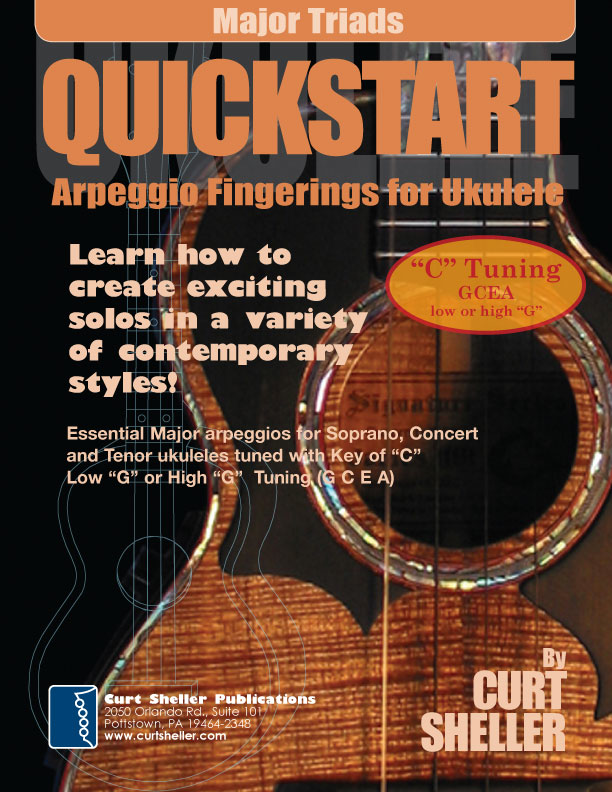 Major Triads
UKULELE
QUICKSTART
Arpeggio Fingerings for Ukulele
Learn how to
create exciting
solos in a variety
of contemporary
styles!
“C” Tuning
GCEA
low or high “G”
Signature Series
Essential Major arpeggios for Soprano, Concert
and Tenor ukuleles tuned with Key of “C”
Low “G” or High “G” Tuning (G C E A)
By
CURT
SHELLER
Curt Sheller Publications
2050 Orlando Rd., Suite 101
Pottstown, PA 19464-2348
www.curtsheller.com